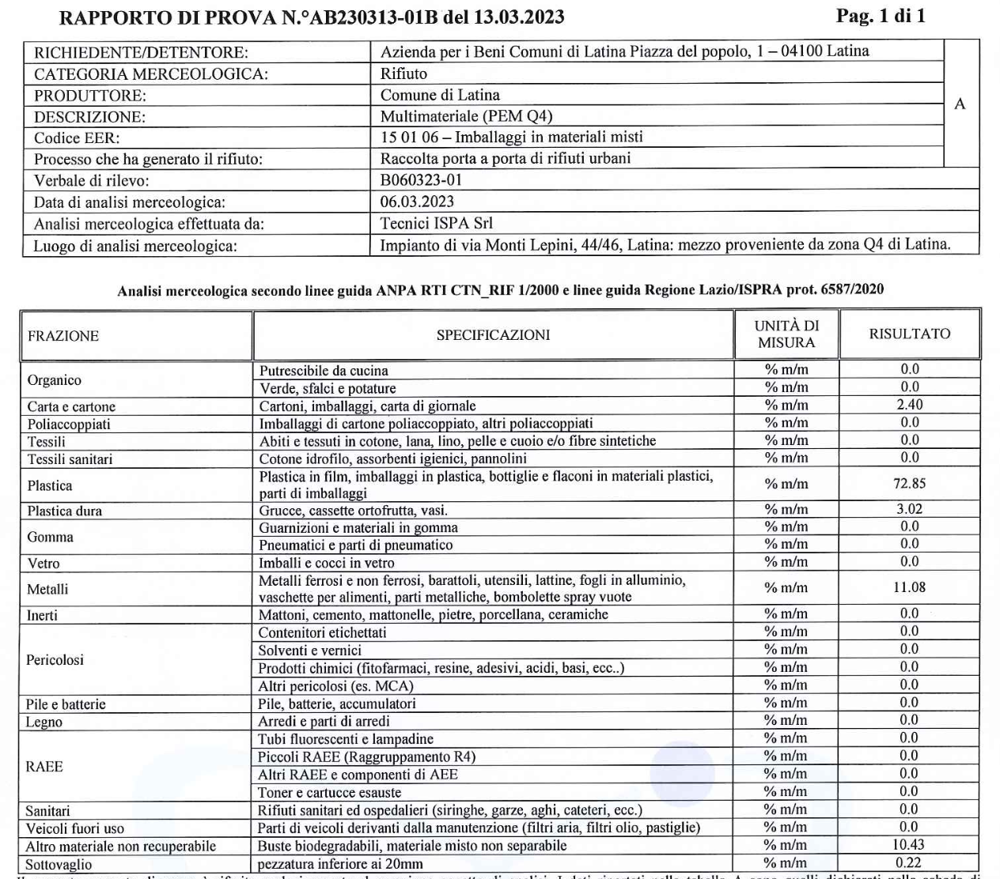 RAPPORTO DI PROVA N.°AB230313-01B del 13.03.2023 Pag. 1 di 1
RICHIEDENTE/DETENTORE: Azienda per i Beni Comuni di Latina Piazza del popolo, 1 – 04100 Latina
CATEGORIA MERCEOLOGICA: Rifiuto
PRODUTTORE: Comune di Latina
A
DESCRIZIONE: Multimateriale (PEM Q4)
Codice EER: 15 01 06 – Imballaggi in materiali misti
Processo che ha generato il rifiuto: Raccolta porta a porta di rifiuti urbani
Verbale di rilevo: B060323-01
Data di analisi merceologica: 06.03.2023
Analisi merceologica effettuata da: Tecnici ISPA Srl
Luogo di analisi merceologica: Impianto di via Monti Lepini, 44/46, Latina: mezzo proveniente da zona Q4 di Latina.
Analisi merceologica secondo linee guida ANPA RTI CTN_RIF 1/2000 e linee guida Regione Lazio/ISPRA prot. 6587/2020
FRAZIONE SPECIFICAZIONI UNITÀ DI MISURA RISULTATO
Organico Putrescibile da cucina % m/m 0.0
Verde, sfalci e potature % m/m 0.0
Carta e cartone Cartoni, imballaggi, carta di giornale % m/m 2.40
Poliaccoppiati Imballaggi di cartone poliaccoppiato, altri poliaccoppiati % m/m 0.0
Tessili Abiti e tessuti in cotone, lana, lino, pelle e cuoio e/o fibre sintetiche % m/m 0.0
Tessili sanitari Cotone idrofilo, assorbenti igienici, pannolini % m/m 0.0
Plastica Plastica in film, imballaggi in plastica, bottiglie e flaconi in materiali plastici, % m/m 72.85
parti di imballaggi
Plastica dura Grucce, cassette ortofrutta, vasi. % m/m 3.02
Gomma Guarnizioni e materiali in gomma % m/m 0.0
Pneumatici e parti di pneumatico % m/m 0.0
Vetro Imballi e cocci in vetro % m/m 0.0
Metalli Metalli ferrosi e non ferrosi, barattoli, utensili, lattine, fogli in alluminio, % m/m 11.08
vaschette per alimenti, parti metalliche, bombolette spray vuote
Inerti Mattoni, cemento, mattonelle, pietre, porcellana, ceramiche % m/m 0.0
Pericolosi Contenitori etichettati % m/m 0.0
Solventi e vernici % m/m 0.0
Prodotti chimici (fitofarmaci, resine, adesivi, acidi, basi, ecc..) % m/m 0.0
Altri pericolosi (es. MCA) % m/m 0.0
Pile e batterie Pile, batterie, accumulatori % m/m 0.0
Legno Arredi e parti di arredi % m/m 0.0
RAEE Tubi fluorescenti e lampadine % m/m 0.0
Piccoli RAEE (Raggruppamento R4) % m/m 0.0
Altri RAEE e componenti di AEE % m/m 0.0
Toner e cartucce esauste % m/m 0.0
Sanitari Rifiuti sanitari ed ospedalieri (siringhe, garze, aghi, cateteri, ecc.) % m/m 0.0
Veicoli fuori uso Parti di veicoli derivanti dalla manutenzione (filtri aria, filtri olio, pastiglie) % m/m 0.0
Altro materiale non recuperabile Buste biodegradabili, materiale misto non separabile % m/m 10.43
Sottovaglio pezzatura inferiore ai 20mm % m/m 0.22